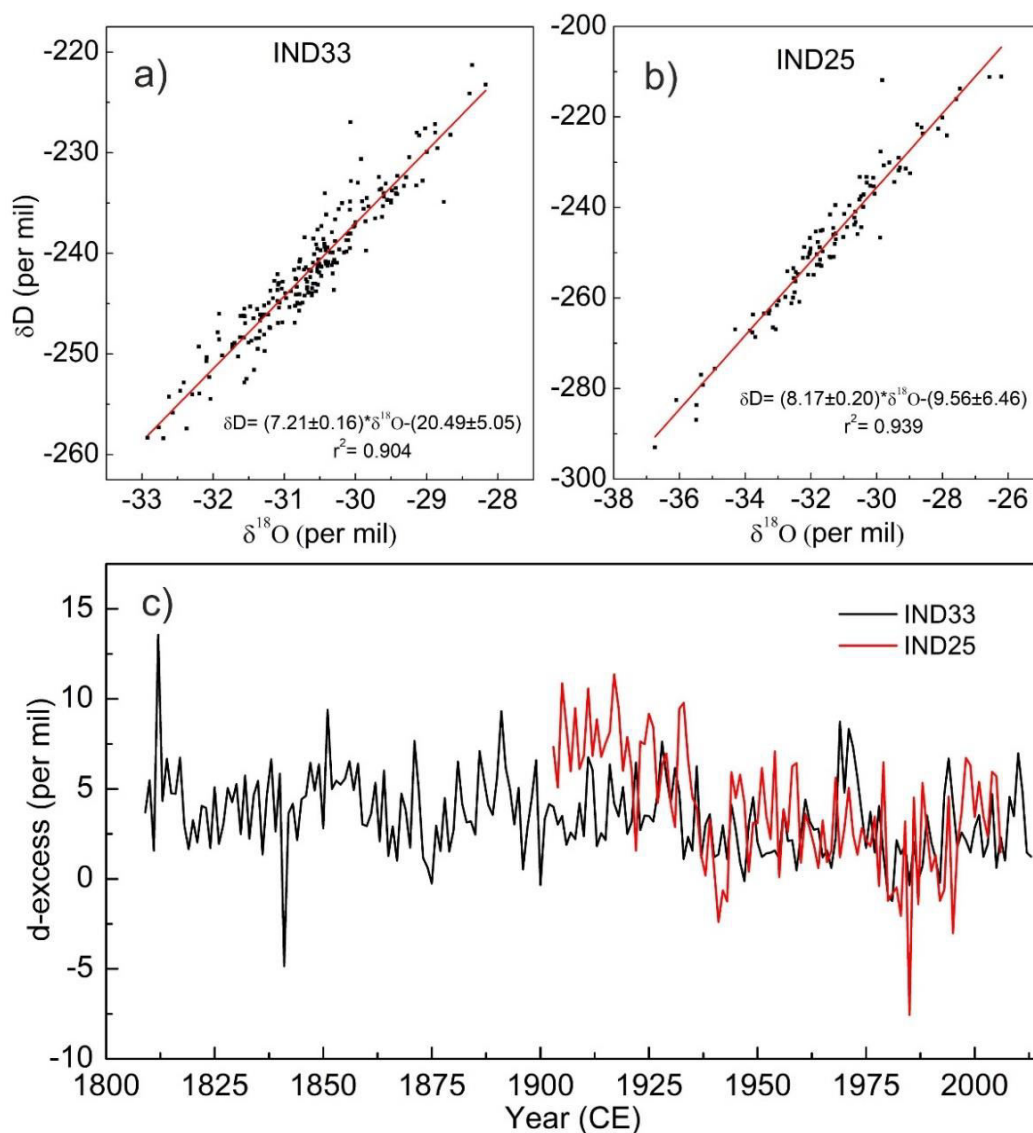 a)
IND33
-220
-230
-240
-250
-260
-33 -32 -31 -30 -29 -28
δ¹⁸O (per mil)
δD (per mil)
δD= (7.21±0.16)*δ¹⁸O-(20.49±5.05)
r²= 0.904
b)
IND25
-200
-220
-240
-260
-280
-300
-38 -36 -34 -32 -30 -28 -26
δ¹⁸O (per mil)
δD= (8.17±0.20)*δ¹⁸O-(9.56±6.46)
r²= 0.939
c)
IND33
IND25
15
10
5
0
-5
-10
d-excess (per mil)
1800 1825 1850 1875 1900 1925 1950 1975 2000
Year (CE)